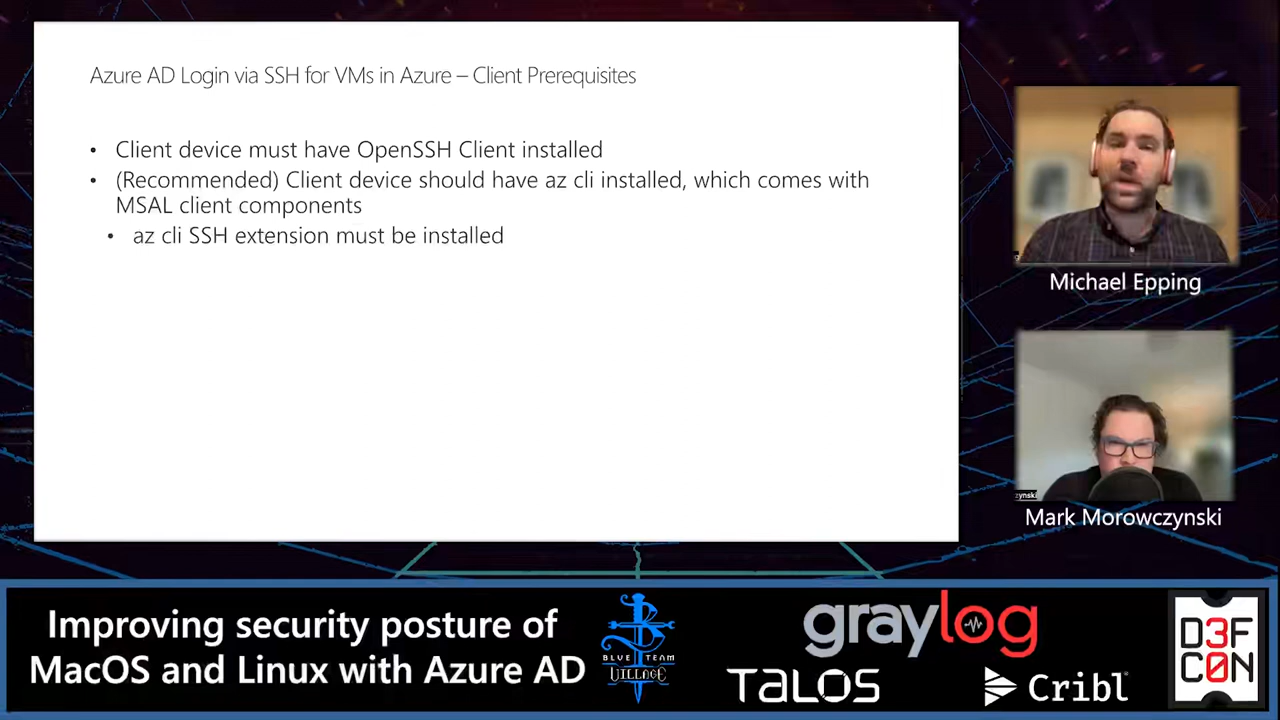 Azure AD Login via SSH for VMs in Azure – Client Prerequisites
• Client device must have OpenSSH Client installed
• (Recommended) Client device should have az cli installed, which comes with
MSAL client components
• az cli SSH extension must be installed
Michael Epping
zynski
Mark Morowczynski
Improving security posture of
MacOS and Linux with Azure AD
BLUE TEAM
VILLAGE
graylog
TALOS
Cribl
D3F
C0N